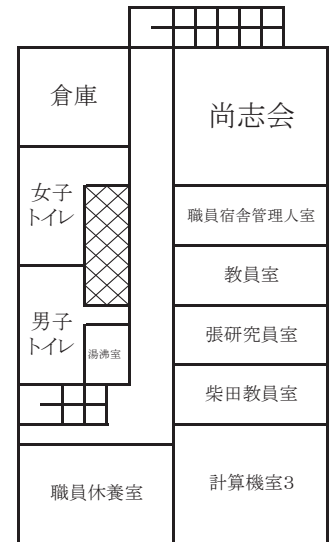 倉庫
尚志会
女子
トイレ
職員宿舎管理人室
教員室
男子
トイレ
湯沸室
張研究員室
柴田教員室
職員休養室
計算機室3